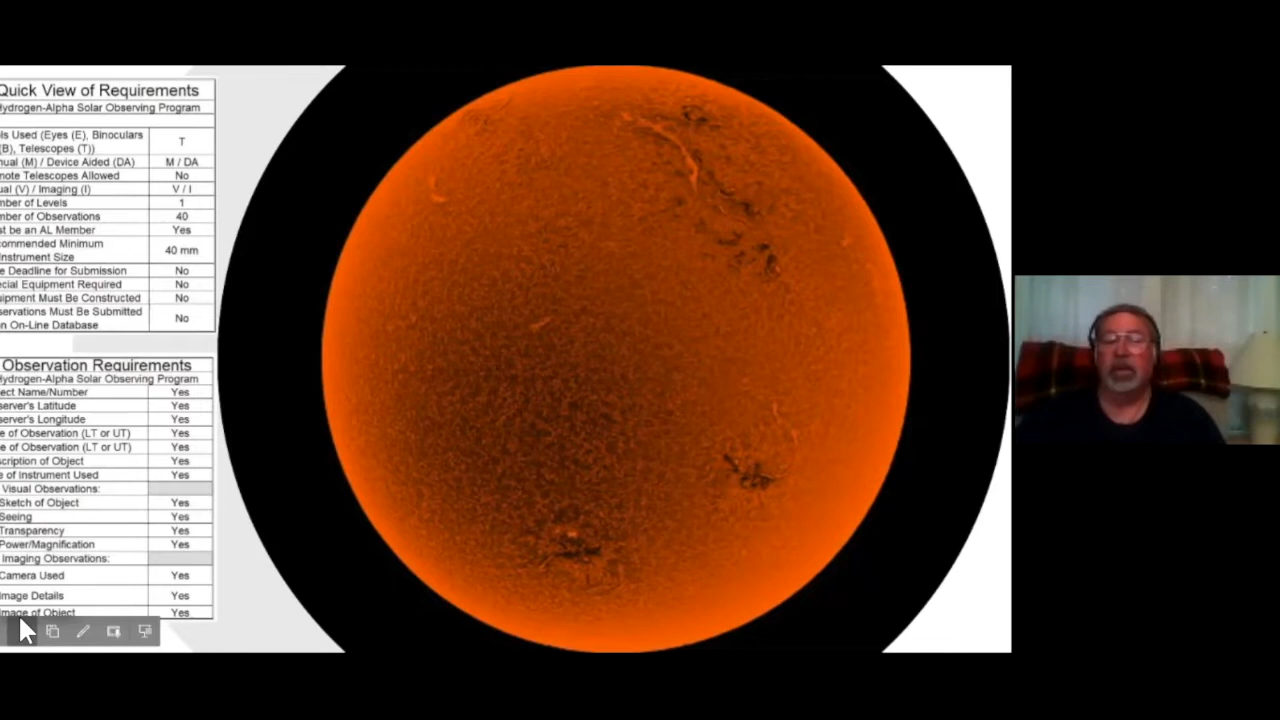 Quick View of Requirements
Hydrogen-Alpha Solar Observing Program
ls Used (Eyes (E), Binoculars
(B), Telescopes (T))
T
nual (M) / Device Aided (DA)
M / DA
note Telescopes Allowed
No
ual (V) / Imaging (I)
V / I
mber of Levels
1
mber of Observations
40
st be an AL Member
Yes
commended Minimum
Instrument Size
40 mm
e Deadline for Submission
No
ecial Equipment Required
No
uipment Must Be Constructed
No
servations Must Be Submitted
n On-Line Database
No
Observation Requirements
Hydrogen-Alpha Solar Observing Program
ect Name/Number
Yes
server's Latitude
Yes
server's Longitude
Yes
e of Observation (LT or UT)
Yes
e of Observation (LT or UT)
Yes
scription of Object
Yes
e of Instrument Used
Yes
Visual Observations:
Sketch of Object
Yes
Seeing
Yes
Transparency
Yes
Power/Magnification
Yes
Imaging Observations:
Camera Used
Yes
Image Details
Yes
Image of Object
Yes